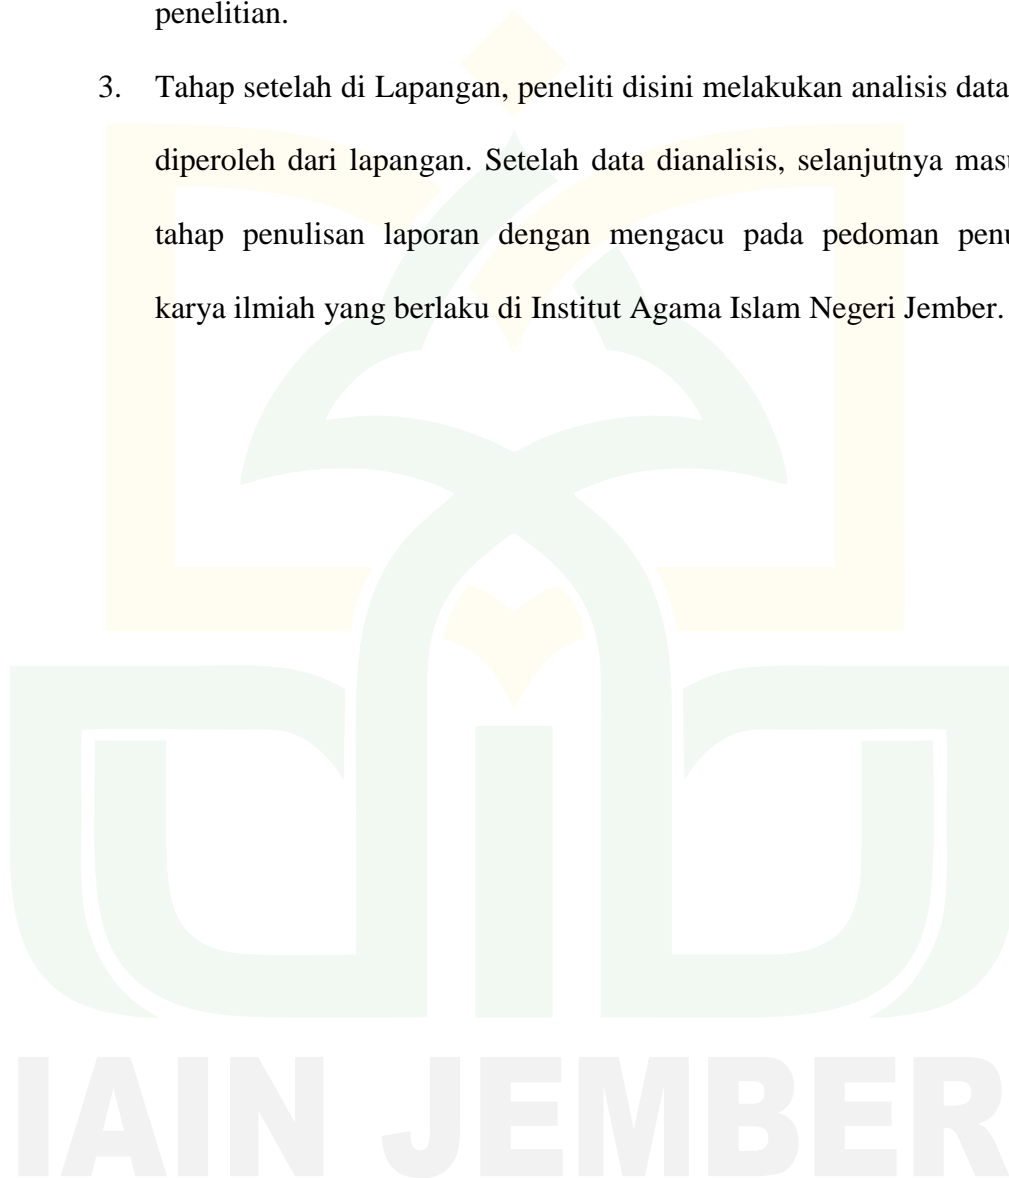 penelitian.
3. Tahap setelah di Lapangan, peneliti disini melakukan analisis data
diperoleh dari lapangan. Setelah data dianalisis, selanjutnya
tahap penulisan laporan dengan mengacu pada pedoman
karya ilmiah yang berlaku di Institut Agama Islam Negeri Jember.
IAIN JEMBER